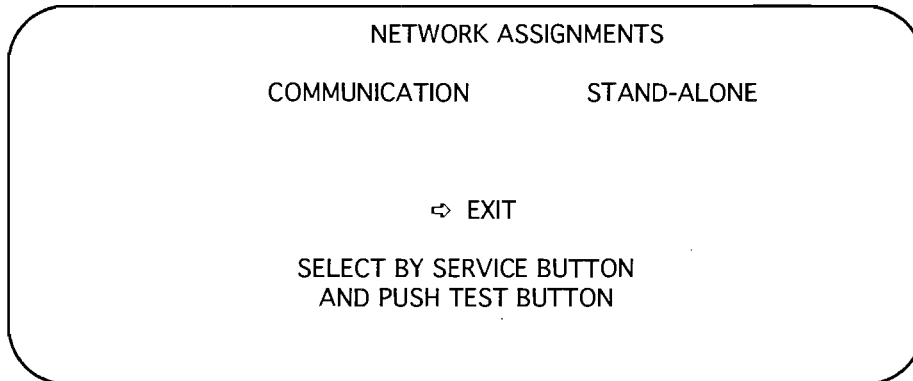 NETWORK ASSIGNMENTS
COMMUNICATION STAND-ALONE
⇨ EXIT
SELECT BY SERVICE BUTTON
AND PUSH TEST BUTTON